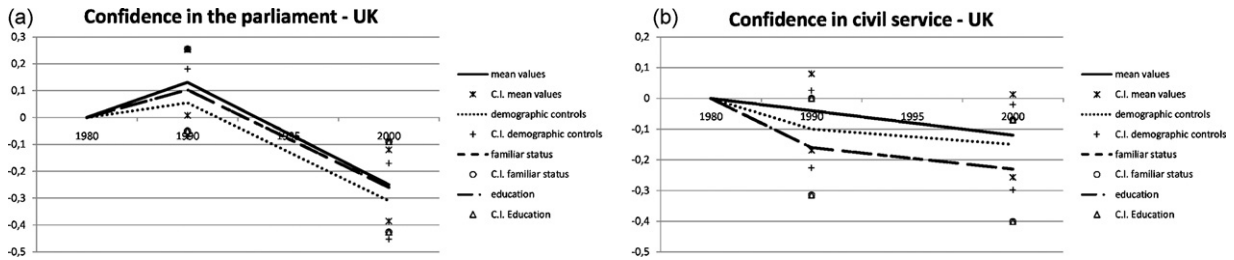 (a) Confidence in the parliament - UK
0,3
0,2
0,1
0
-0,1
-0,2
-0,3
-0,4
-0,5
1980 1990 1995 2000
mean values
C.I. mean values
demographic controls
C.I. demographic controls
familiar status
C.I. familiar status
education
C.I. Education
(b) Confidence in civil service - UK
0,2
0,1
0
-0,1
-0,2
-0,3
-0,4
-0,5
1980 1990 1995 2000
mean values
C.I. mean values
demographic controls
C.I. demographic controls
familiar status
C.I. familiar status
education
C.I. Education